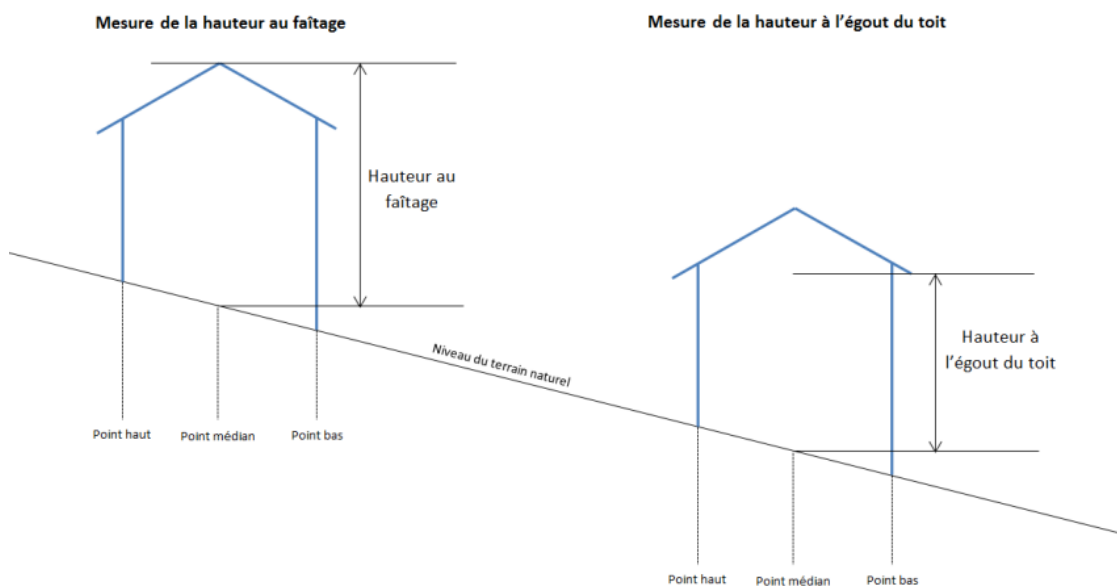 Mesure de la hauteur au faîtage
Mesure de la hauteur à l'égout du toit
Hauteur au
faîtage
Hauteur à
l'égout du toit
Niveau du terrain naturel
Point haut
Point médian
Point bas
Point haut
Point médian
Point bas